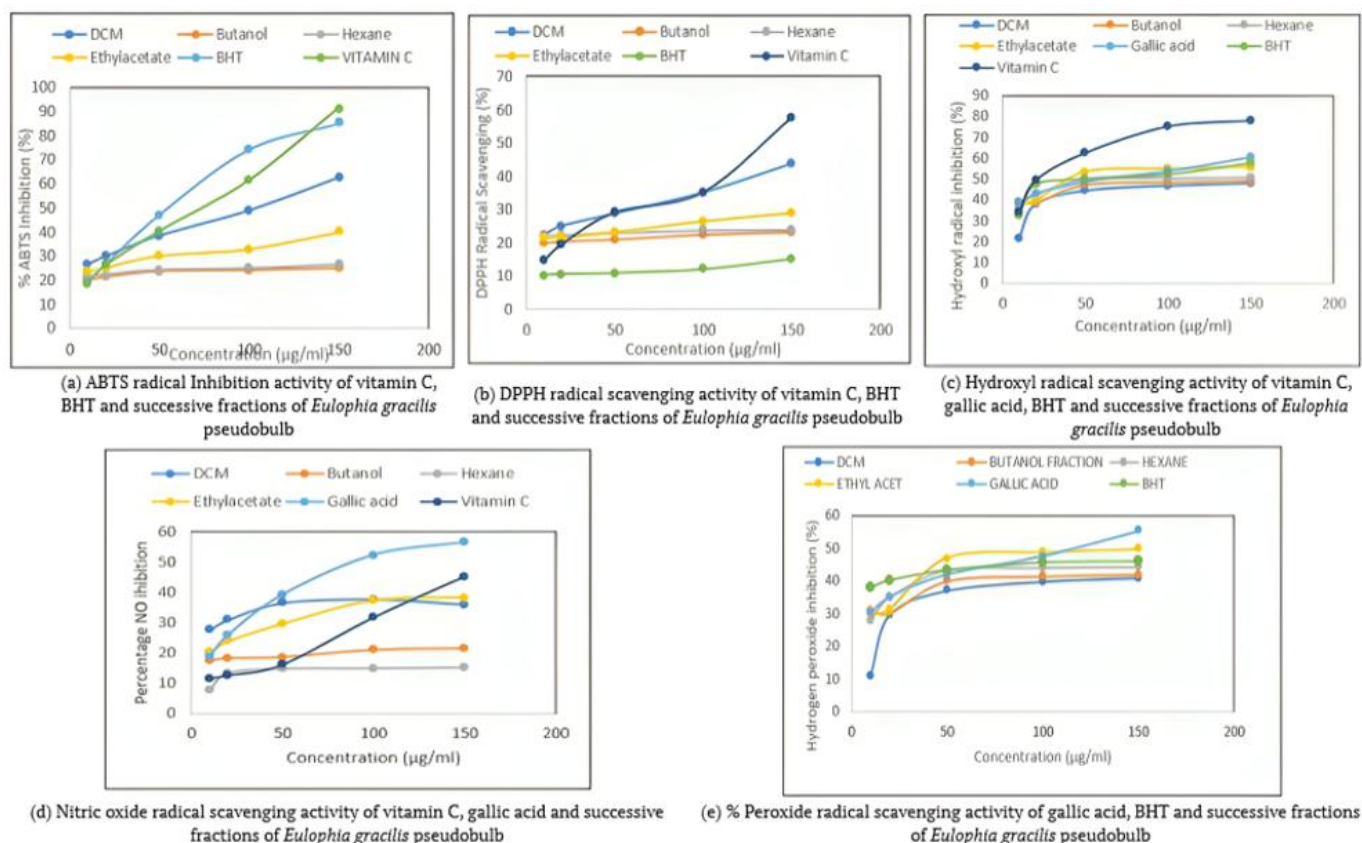 DCM Butanol Hexane
Ethylacetate BHT VITAMIN C
100
90
80
70
60
50
40
30
20
10
0
% ABTS Inhibition (%)
0 50 100 150 200
Concentration (µg/ml)
(a) ABTS radical Inhibition activity of vitamin C,
BHT and successive fractions of Eulophia gracilis
pseudobulb
DCM Butanol Hexane
Ethylacetate BHT Vitamin C
70
60
50
40
30
20
10
0
DPPH Radical Scavenging (%)
0 50 100 150 200
Concentration (µg/ml)
(b) DPPH radical scavenging activity of vitamin C, BHT
and successive fractions of Eulophia gracilis pseudobulb
DCM Butanol Hexane
Ethylacetate Gallic acid BHT
Vitamin C
90
80
70
60
50
40
30
20
10
0
Hydroxyl radical inhibition (%)
0 50 100 150 200
Concentration (µg/ml)
(c) Hydroxyl radical scavenging activity of vitamin C,
gallic acid, BHT and successive fractions of Eulophia
gracilis pseudobulb
DCM Butanol Hexane
Ethylacetate Gallic acid Vitamin C
60
50
40
30
20
10
0
Percentage NO ihibition
0 50 100 150 200
Concentration (µg/ml)
(d) Nitric oxide radical scavenging activity of vitamin C, gallic acid and successive
fractions of Eulophia gracilis pseudobulb
DCM BUTANOL FRACTION HEXANE
ETHYL ACET GALLIC ACID BHT
60
50
40
30
20
10
0
Hydrogen peroxide inhibition (%)
0 50 100 150 200
Concentration (µg/ml)
(e) % Peroxide radical scavenging activity of gallic acid, BHT and successive fractions
of Eulophia gracilis pseudobulb